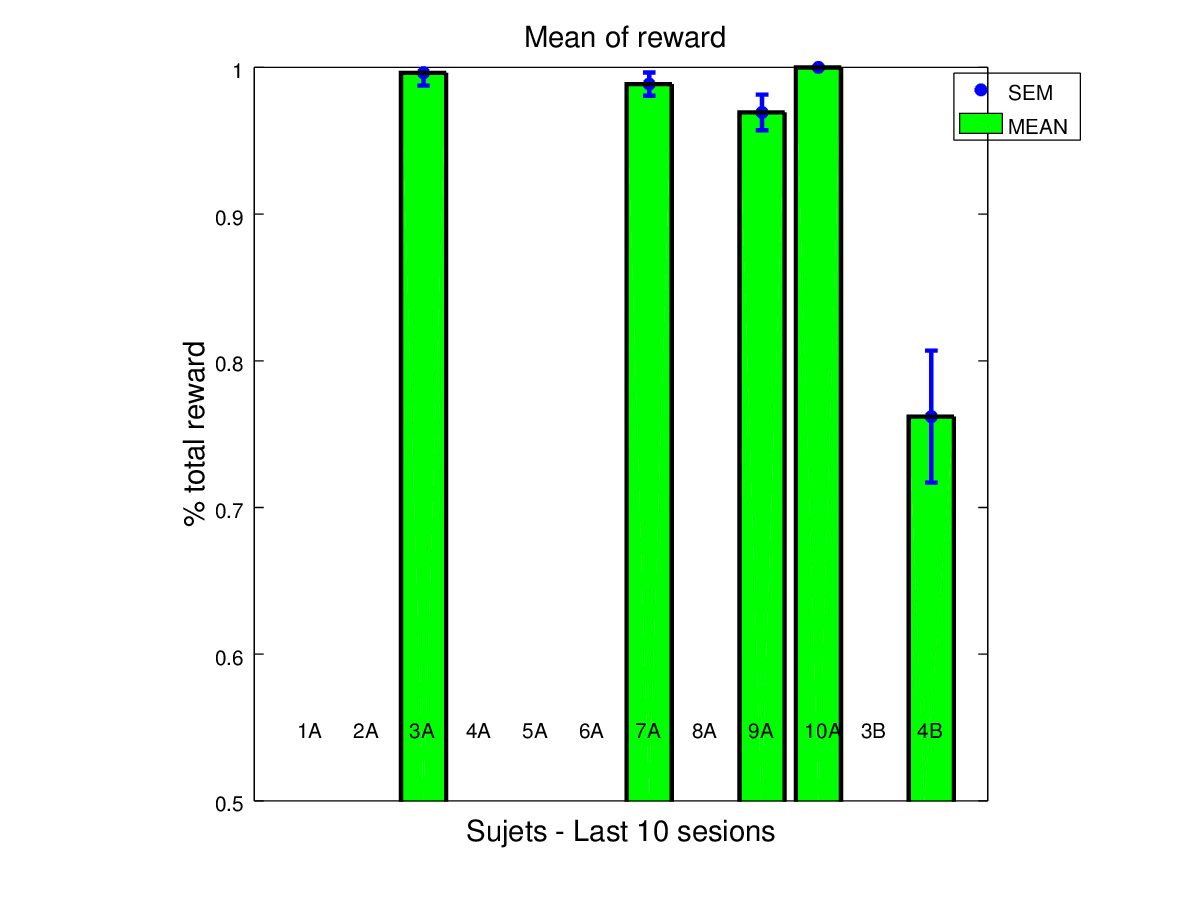 Mean of reward
SEM
MEAN
% total reward
1
0.9
0.8
0.7
0.6
0.5
1A 2A 3A 4A 5A 6A 7A 8A 9A 10A 3B 4B
Sujets - Last 10 sesions